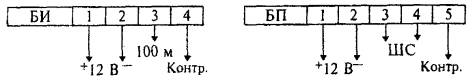 БИ 1 2 3 4
100 м
+12 В− Контр.
БП 1 2 3 4 5
ШС
+12 В− Контр.